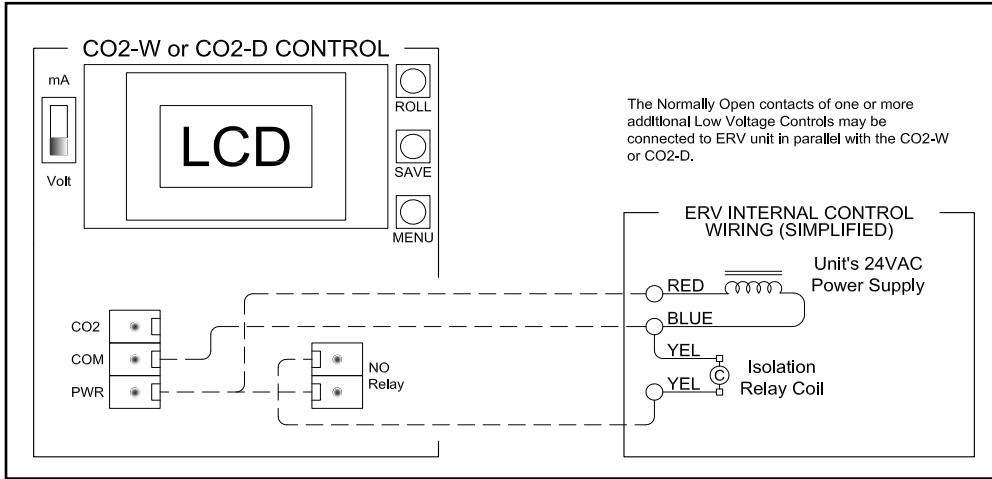 CO2-W or CO2-D CONTROL
mA
Volt
LCD
ROLL
SAVE
MENU
The Normally Open contacts of one or more
additional Low Voltage Controls may be
connected to ERV unit in parallel with the CO2-W
or CO2-D.
ERV INTERNAL CONTROL
WIRING (SIMPLIFIED)
Unit's 24VAC
Power Supply
RED
BLUE
YEL
YEL
C
Isolation
Relay Coil
CO2
COM
PWR
NO
Relay